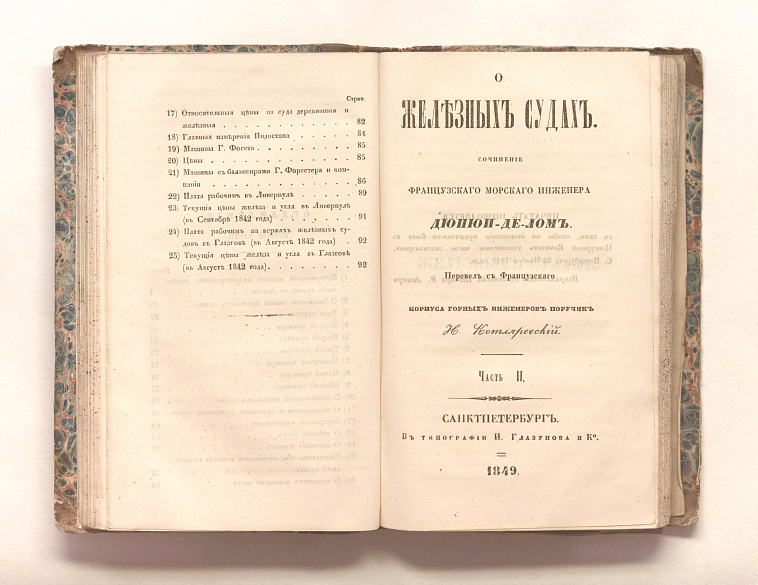 Стран.
17) Относительныя цѣны на суда деревянныя и
желѣзныя . . . . . . . . . . . 82
18) Главныя измѣренія Индостана . . . . . . 84
19) Машины Г. Фосета . . . . . . . . . 85
20) Цѣны . . . . . . . . . . . . 85
21) Машины съ балансирами Г. Форестера и ком-
паніи . . . . . . . . . . . . 86
22) Плата рабочимъ въ Ливерпулѣ . . . . . . 89
23) Текущія цѣны желѣза и угля въ Ливерпулѣ
(въ Сентябрѣ 1842 года) . . . . . . . 91
24) Плата рабочимъ на верфяхъ желѣзныхъ су-
довъ въ Глазговѣ (въ Августѣ 1842 года) . . 92
25) Текущія цѣны желѣза и угля въ Глазговѣ
(въ Августѣ 1842 года) . . . . . . . . 92
О
ЖЕЛѢЗНЫХЪ СУДАХЪ.
СОЧИНЕНІЕ
ФРАНЦУЗСКАГО МОРСКАГО ИНЖЕНЕРА
ДЮПЮИ-ДЕ-ЛОМЪ.
Перевелъ съ Французскаго
КОРПУСА ГОРНЫХЪ ИНЖЕНЕРОВЪ ПОРУЧИКЪ
Н. Котляревскій.
Часть II.
САНКТПЕТЕРБУРГЪ.
Въ типографіи И. Глазунова и Ко.
1849.